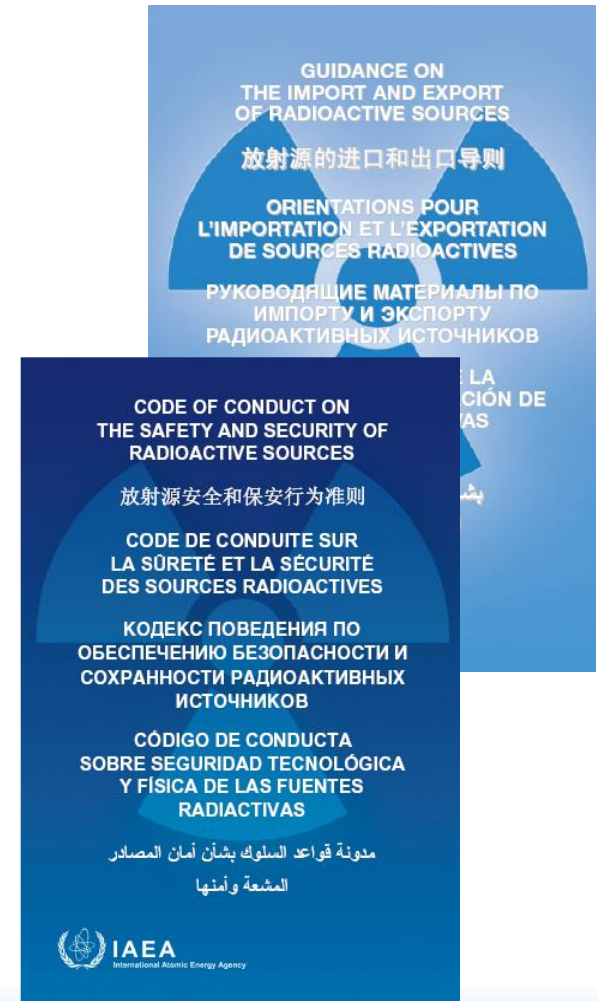 GUIDANCE ON
THE IMPORT AND EXPORT
OF RADIOACTIVE SOURCES
放射源的进口和出口导则
ORIENTATIONS POUR
L'IMPORTATION ET L'EXPORTATION
DE SOURCES RADIOACTIVES
РУКОВОДЯЩИЕ МАТЕРИАЛЫ ПО
ИМПОРТУ И ЭКСПОРТУ
РАДИОАКТИВНЫХ ИСТОЧНИКОВ
LA
CIÓN DE
CODE OF CONDUCT ON
THE SAFETY AND SECURITY OF
RADIOACTIVE SOURCES
放射源安全和保安行为准则
CODE DE CONDUITE SUR
LA SÛRETÉ ET LA SÉCURITÉ
DES SOURCES RADIOACTIVES
КОДЕКС ПОВЕДЕНИЯ ПО
ОБЕСПЕЧЕНИЮ БЕЗОПАСНОСТИ И
СОХРАННОСТИ РАДИОАКТИВНЫХ
ИСТОЧНИКОВ
CÓDIGO DE CONDUCTA
SOBRE SEGURIDAD TECNOLÓGICA
Y FÍSICA DE LAS FUENTES
RADIACTIVAS
مدونة قواعد السلوك بشأن أمان المصادر
المشعة وأمنها
IAEA
International Atomic Energy Agency